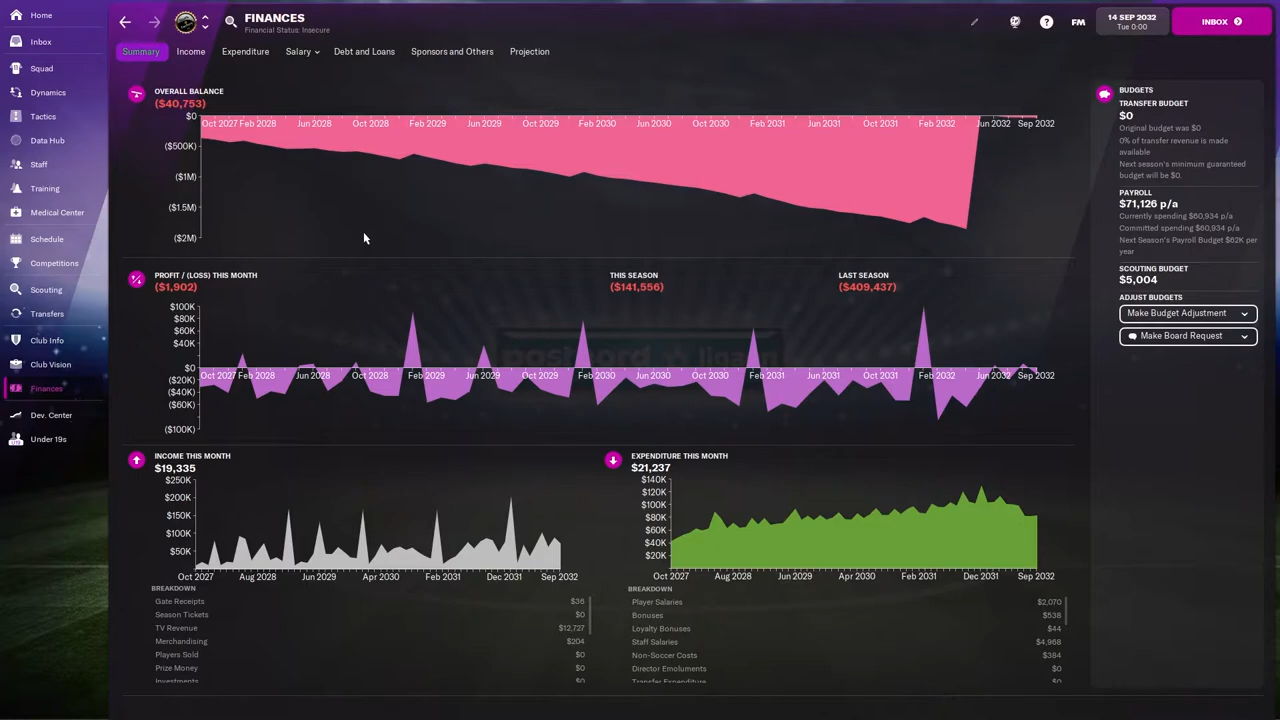 Home
Inbox
Squad
Dynamics
Tactics
Data Hub
Staff
Training
Medical Center
Schedule
Competitions
Scouting
Transfers
Club Info
Club Vision
Finances
Dev. Center
Under 19s
FINANCES
Financial Status: Insecure
FM
14 SEP 2032
Tue 0:00
INBOX
Summary Income Expenditure Salary Debt and Loans Sponsors and Others Projection
OVERALL BALANCE
($40,753)
$0
($500K)
($1M)
($1.5M)
($2M)
Oct 2027 Feb 2028 Jun 2028 Oct 2028 Feb 2029 Jun 2029 Oct 2029 Feb 2030 Jun 2030 Oct 2030 Feb 2031 Jun 2031 Oct 2031 Feb 2032 Jun 2032 Sep 2032
PROFIT / (LOSS) THIS MONTH
($1,902)
THIS SEASON
($141,556)
LAST SEASON
($409,437)
$100K
$80K
$60K
$40K
$0
($20K)
($40K)
($60K)
($100K)
Oct 2027 Feb 2028 Jun 2028 Oct 2028 Feb 2029 Jun 2029 Oct 2029 Feb 2030 Jun 2030 Oct 2030 Feb 2031 Jun 2031 Oct 2031 Feb 2032 Jun 2032 Sep 2032
INCOME THIS MONTH
$19,335
$250K
$200K
$150K
$100K
$50K
Oct 2027 Aug 2028 Jun 2029 Apr 2030 Feb 2031 Dec 2031 Sep 2032
BREAKDOWN
Gate Receipts $36
Season Tickets $0
TV Revenue $12,727
Merchandising $204
Players Sold $0
Prize Money $0
Investments $0
EXPENDITURE THIS MONTH
$21,237
$140K
$120K
$100K
$80K
$60K
$40K
$20K
Oct 2027 Aug 2028 Jun 2029 Apr 2030 Feb 2031 Dec 2031 Sep 2032
BREAKDOWN
Player Salaries $2,070
Bonuses $538
Loyalty Bonuses $44
Staff Salaries $4,968
Non-Soccer Costs $384
Director Emoluments $0
Transfer Expenditure $0
BUDGETS
TRANSFER BUDGET
$0
Original budget was $0
0% of transfer revenue is made
available
Next season's minimum guaranteed
budget will be $0.
PAYROLL
$71,126 p/a
Currently spending $60,934 p/a
Committed spending $60,934 p/a
Next Season's Payroll Budget $62K per
year
SCOUTING BUDGET
$5,004
ADJUST BUDGETS
Make Budget Adjustment
Make Board Request